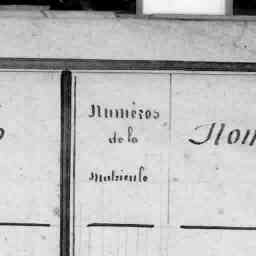 Numéros
de la
Matricule
Nom